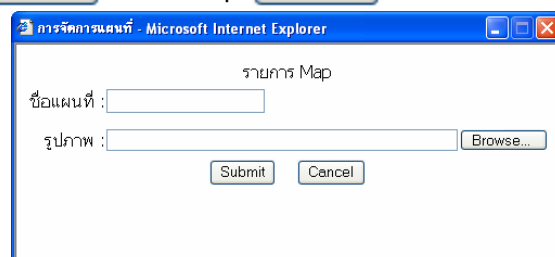 การจัดการแผนที่ - Microsoft Internet Explorer
รายการ Map
ชื่อแผนที่ :
รูปภาพ : Browse...
Submit Cancel